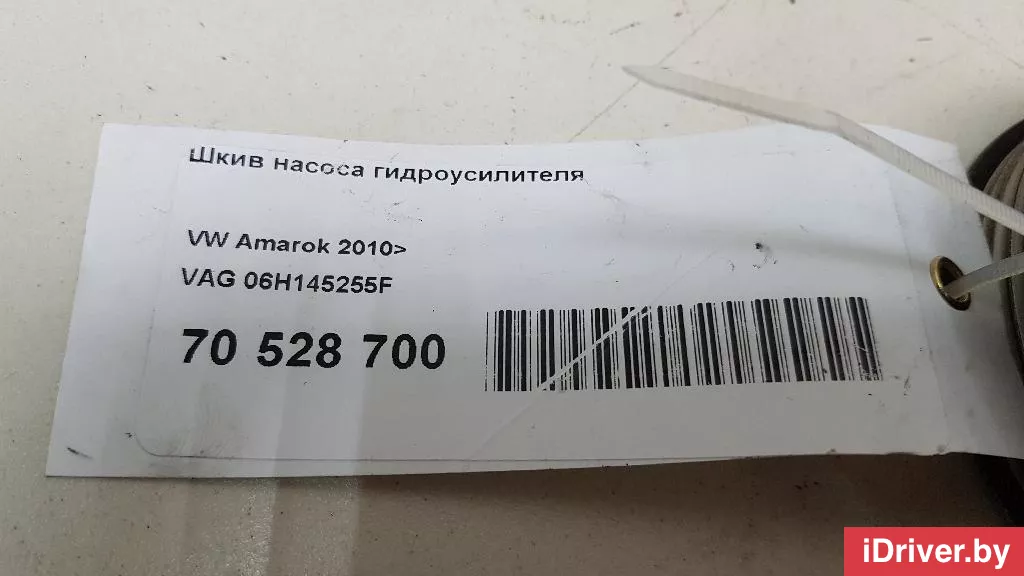 Шкив насоса гидроусилителя
VW Amarok 2010>
VAG 06H145255F
70 528 700
iDriver.by